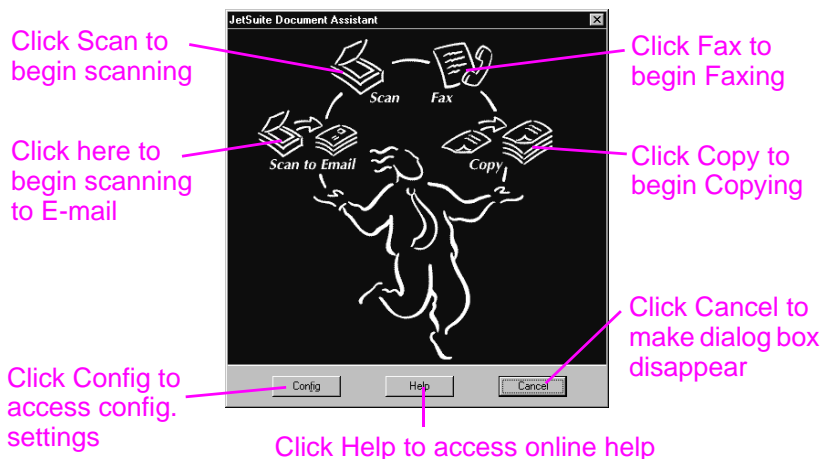 JetSuite Document Assistant
Click Scan to
begin scanning
Click Fax to
begin Faxing
Scan
Fax
Click here to
begin scanning
to E-mail
Scan to Email
Copy
Click Copy to
begin Copying
Click Cancel to
make dialog box
disappear
Click Config to
access config.
settings
Config
Help
Cancel
Click Help to access online help